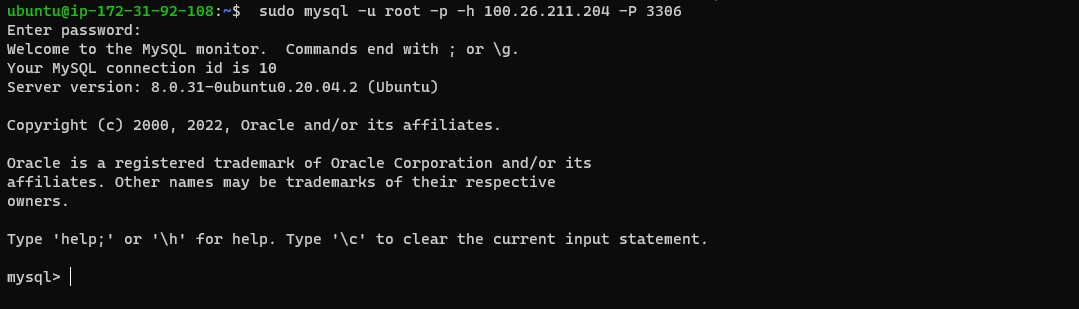 ubuntu@ip-172-31-92-108:~$  sudo mysql -u root -p -h 100.26.211.204 -P 3306
Enter password:
Welcome to the MySQL monitor.  Commands end with ; or \g.
Your MySQL connection id is 10
Server version: 8.0.31-0ubuntu0.20.04.2 (Ubuntu)
Copyright (c) 2000, 2022, Oracle and/or its affiliates.
Oracle is a registered trademark of Oracle Corporation and/or its
affiliates. Other names may be trademarks of their respective
owners.
Type 'help;' or '\h' for help. Type '\c' to clear the current input statement.
mysql>